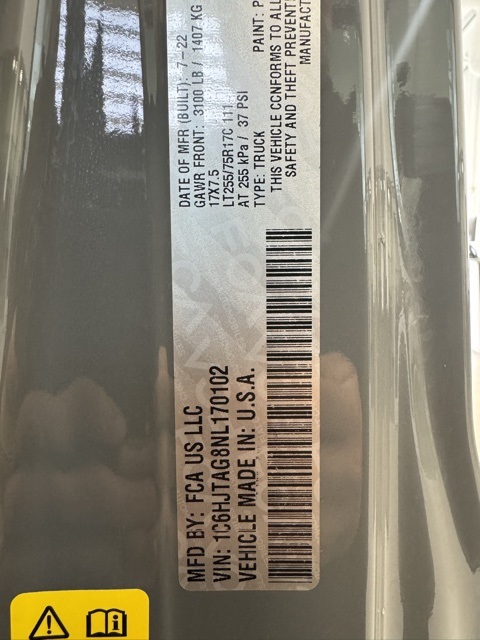 MFD BY: FCA US LLC
VIN: 1C6HJTAG8NL170102
VEHICLE MADE IN: U.S.A.
DATE OF MFR (BUILT): 7-22
GAWR FRONT: 3100 LB / 1407 KG
17X7.5
LT255/75R17C 111
AT 255 kPa / 37 PSI
TYPE: TRUCK PAINT: P
THIS VEHICLE CONFORMS TO ALL
SAFETY AND THEFT PREVENT
MANUFACT